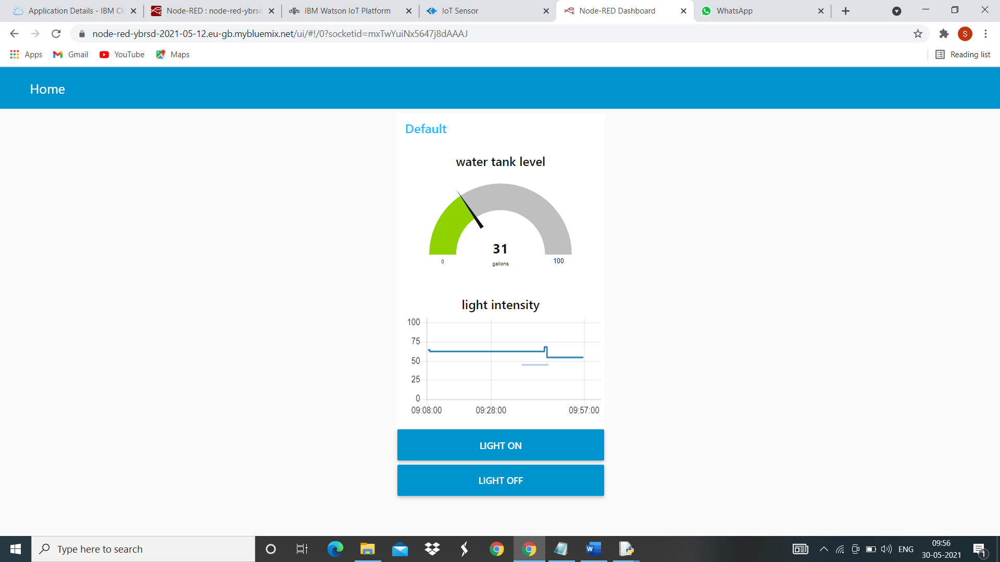 Application Details - IBM Cl
Node-RED : node-red-ybrsd
IBM Watson IoT Platform
IoT Sensor
Node-RED Dashboard
WhatsApp
node-red-ybrsd-2021-05-12.eu-gb.mybluemix.net/ui/#!/0?socketid=mxTwYuiNx5647j8dAAAJ
S
Apps
Gmail
YouTube
Maps
Reading list
Home
Default
water tank level
31
gallons
0
100
light intensity
100
75
50
25
0
09:08:00
09:28:00
09:57:00
LIGHT ON
LIGHT OFF
Type here to search
W
ENG
09:56
30-05-2021
1